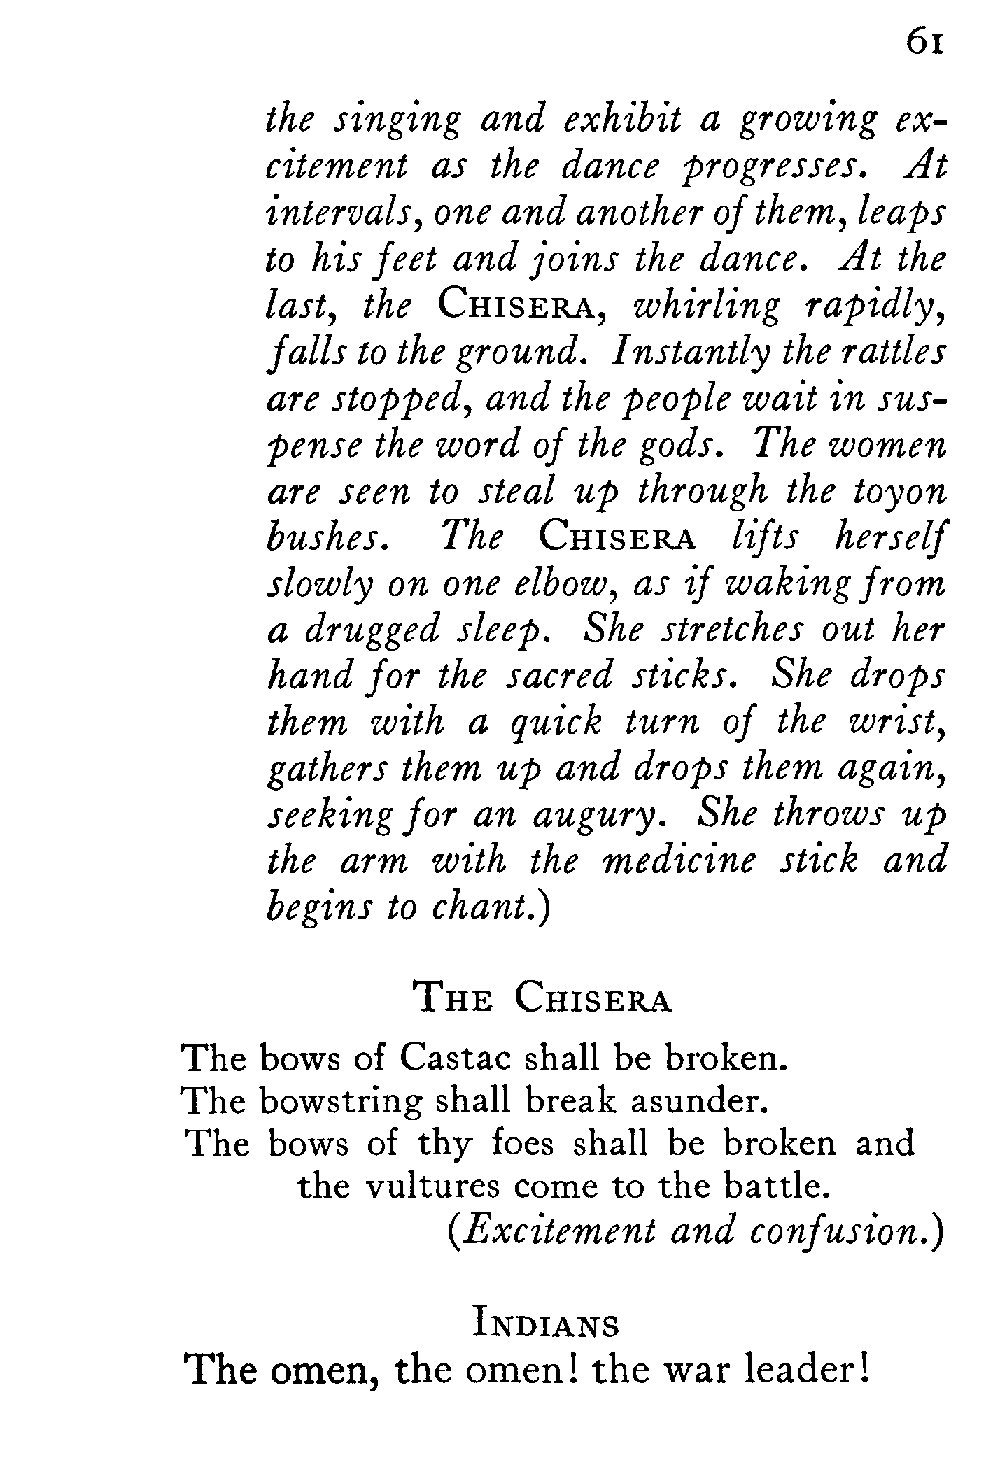 61
the singing and exhibit a growing ex-
citement as the dance progresses. At
intervals, one and another of them, leaps
to his feet and joins the dance. At the
last, the CHISERA, whirling rapidly,
falls to the ground. Instantly the rattles
are stopped, and the people wait in sus-
pense the word of the gods. The women
are seen to steal up through the toyon
bushes. The CHISERA lifts herself
slowly on one elbow, as if waking from
a drugged sleep. She stretches out her
hand for the sacred sticks. She drops
them with a quick turn of the wrist,
gathers them up and drops them again,
seeking for an augury. She throws up
the arm with the medicine stick and
begins to chant.)
THE CHISERA
The bows of Castac shall be broken.
The bowstring shall break asunder.
The bows of thy foes shall be broken and
the vultures come to the battle.
(Excitement and confusion.)
INDIANS
The omen, the omen! the war leader!